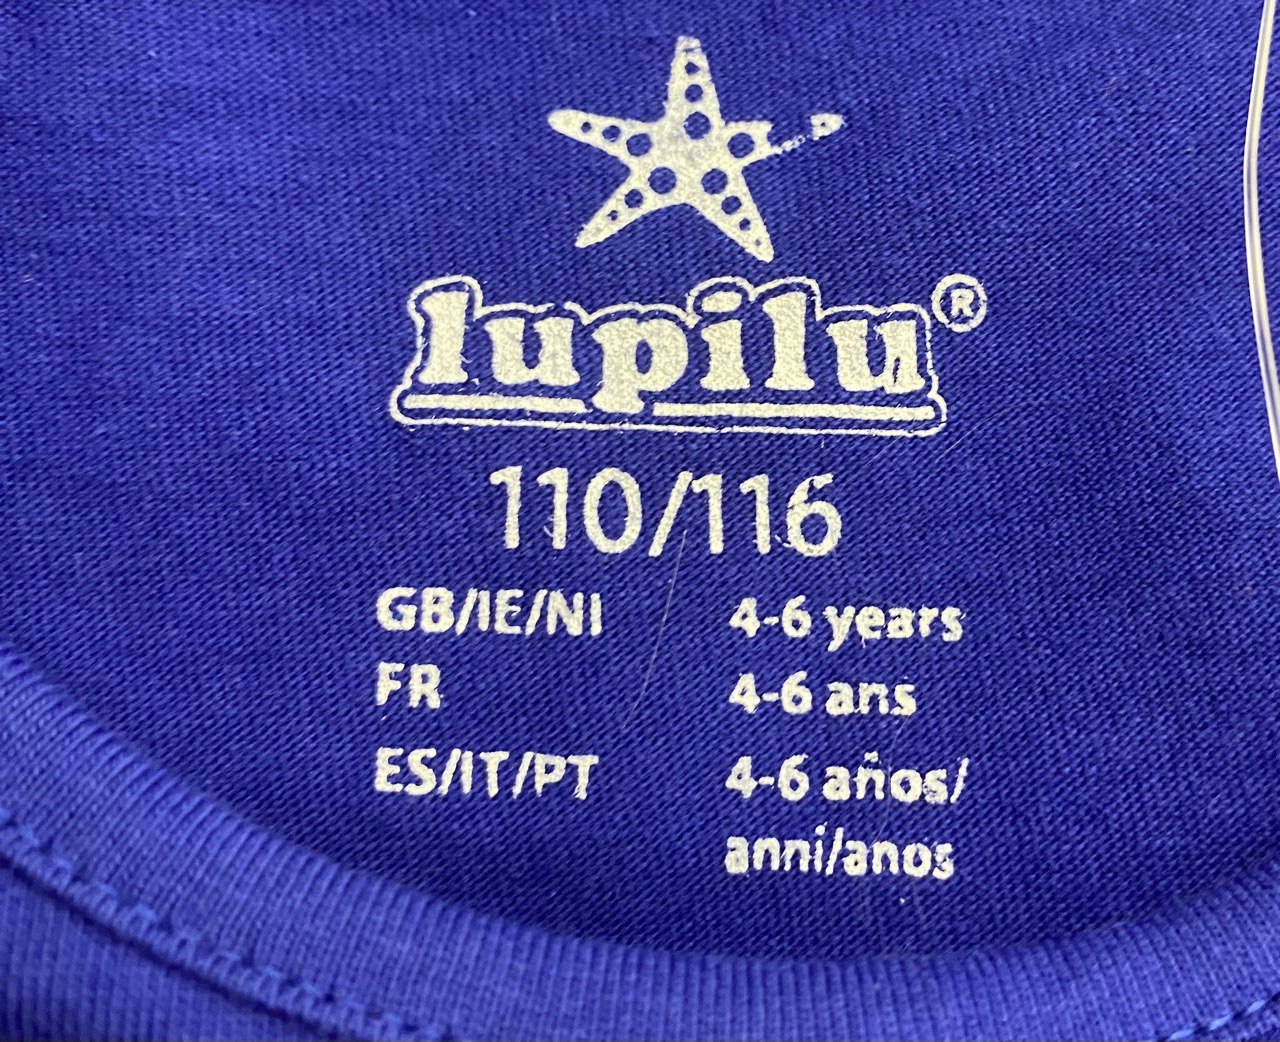 lupilu®
110/116
GB/IE/NI 4-6 years
FR 4-6 ans
ES/IT/PT 4-6 años/
anni/anos